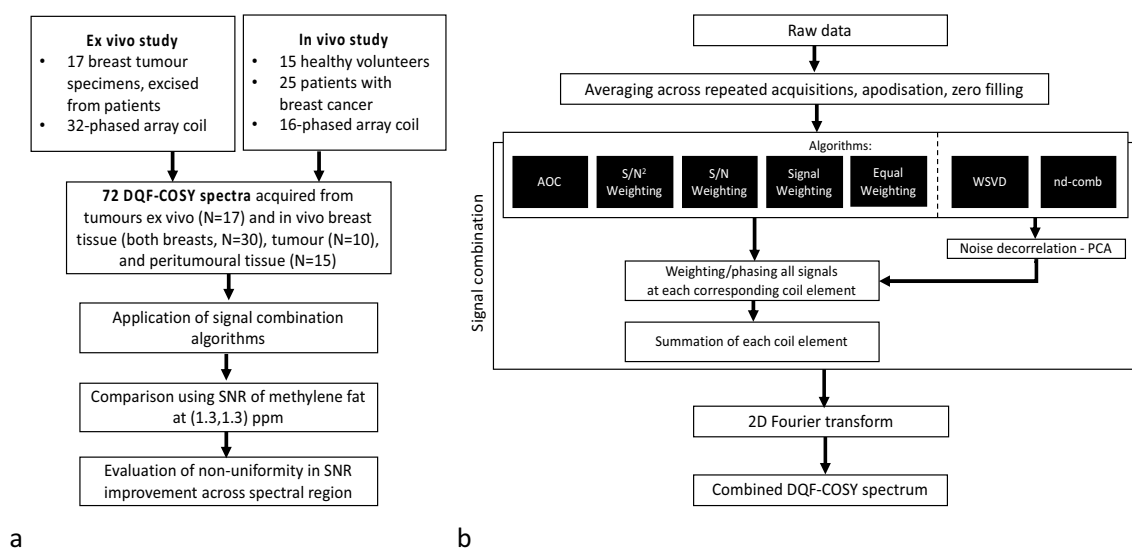 Ex vivo study
• 17 breast tumour
specimens, excised
from patients
• 32-phased array coil
In vivo study
• 15 healthy volunteers
• 25 patients with
breast cancer
• 16-phased array coil
72 DQF-COSY spectra acquired from
tumours ex vivo (N=17) and in vivo breast
tissue (both breasts, N=30), tumour (N=10),
and peritumoural tissue (N=15)
Application of signal combination
algorithms
Comparison using SNR of methylene fat
at (1.3,1.3) ppm
Evaluation of non-uniformity in SNR
improvement across spectral region
a
Raw data
Averaging across repeated acquisitions, apodisation, zero filling
Signal combination
Algorithms:
AOC
S/N²
Weighting
S/N
Weighting
Signal
Weighting
Equal
Weighting
WSVD
nd-comb
Noise decorrelation - PCA
Weighting/phasing all signals
at each corresponding coil element
Summation of each coil element
2D Fourier transform
Combined DQF-COSY spectrum
b